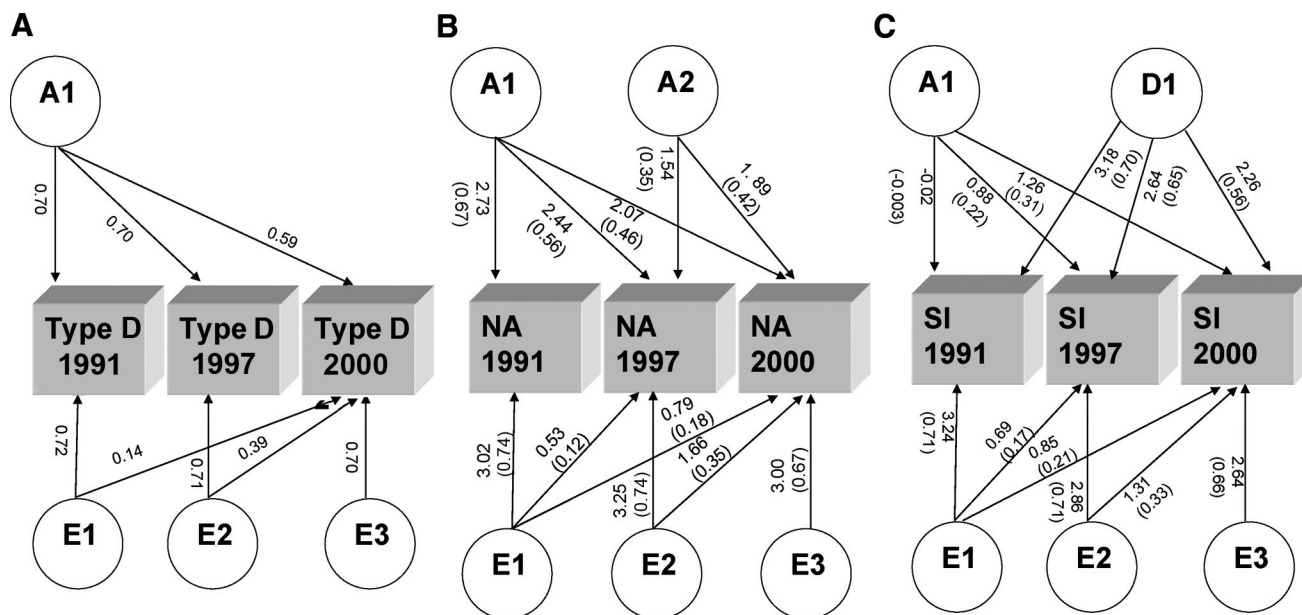 A
A1
0.70
0.70
0.59
Type D
1991
Type D
1997
Type D
2000
0.72
0.14
0.71
0.39
0.70
E1
E2
E3
B
A1
A2
2.73
(0.67)
2.44
(0.56)
2.07
(0.46)
1.54
(0.35)
1. 89
(0.42)
NA
1991
NA
1997
NA
2000
3.02
(0.74)
0.53
(0.12)
0.79
(0.18)
3.25
(0.74)
1.66
(0.35)
3.00
(0.67)
E1
E2
E3
C
A1
D1
-0.02
(-0.003)
0.88
(0.22)
1.26
(0.31)
3.18
(0.70)
2.64
(0.65)
2.26
(0.56)
SI
1991
SI
1997
SI
2000
3.24
(0.71)
0.69
(0.17)
0.85
(0.21)
2.86
(0.71)
1.31
(0.33)
2.64
(0.66)
E1
E2
E3